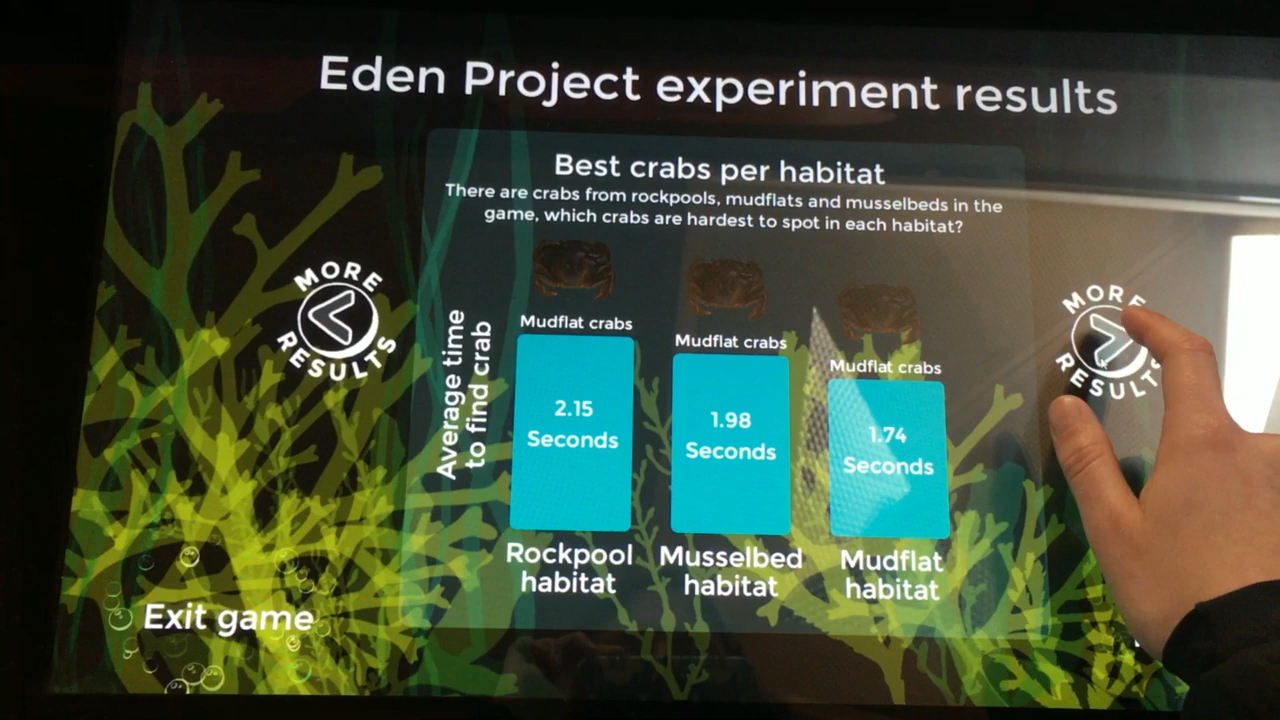 Eden Project experiment results
Best crabs per habitat
There are crabs from rockpools, mudflats and musselbeds in the
game, which crabs are hardest to spot in each habitat?
MORE
RESULTS
Average time
to find crab
Mudflat crabs
2.15
Seconds
Rockpool
habitat
Mudflat crabs
1.98
Seconds
Musselbed
habitat
Mudflat crabs
1.74
Seconds
Mudflat
habitat
MORE
RESULTS
Exit game